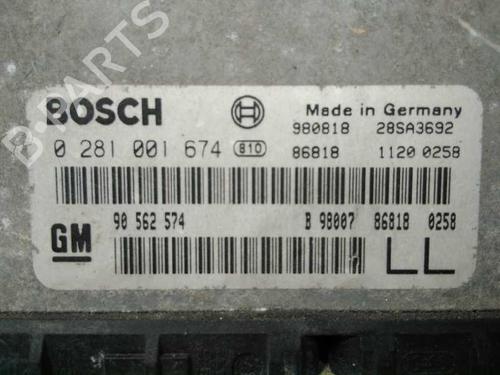 B-PARTS
BOSCH
Made in Germany
980818 28SA3692
0 281 001 674 610 86818 1120 0258
90 562 574 B 98007 86818 0258
GM
LL